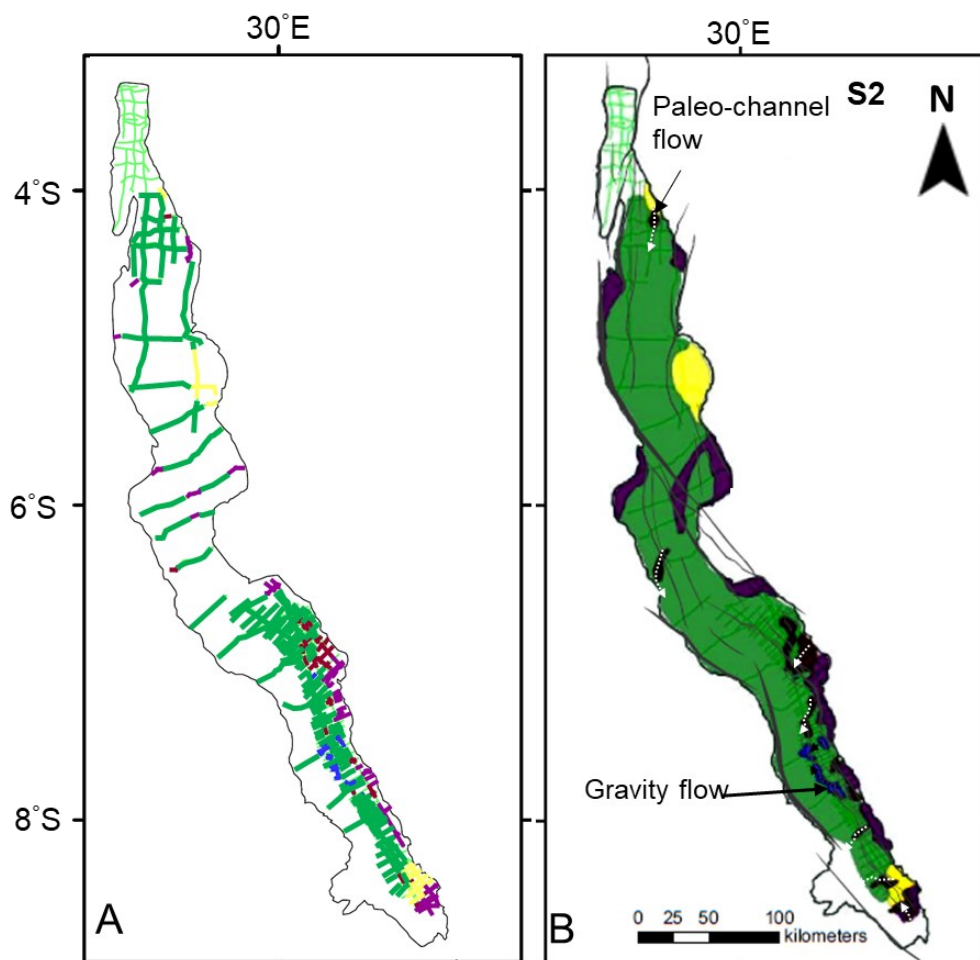 30°E
30°E
S2
N
Paleo-channel
flow
4°S
6°S
8°S
Gravity flow
A
B
0 25 50 100
kilometers